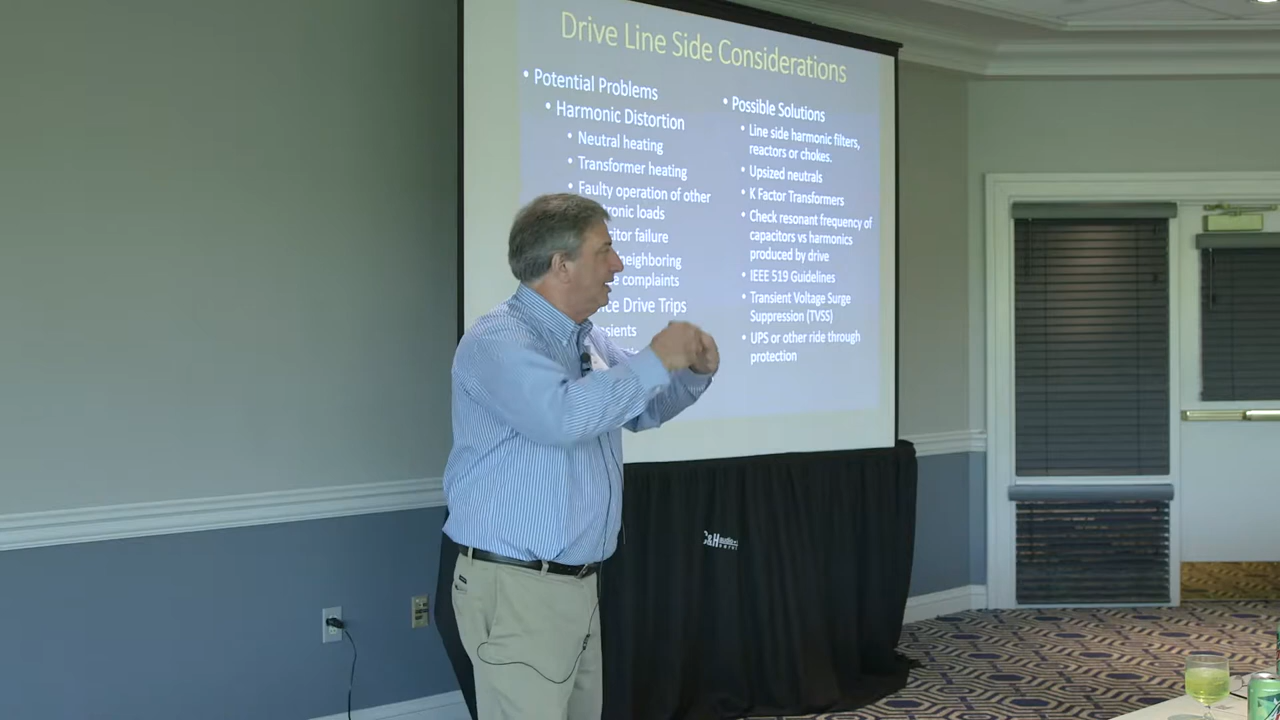 Drive Line Side Considerations
• Potential Problems
• Harmonic Distortion
• Neutral heating
• Transformer heating
• Faulty operation of other
tronic loads
citor failure
neighboring
e complaints
ce Drive Trips
sients
• Possible Solutions
• Line side harmonic filters,
reactors or chokes.
• Upsized neutrals
• K Factor Transformers
• Check resonant frequency of
capacitors vs harmonics
produced by drive
• IEEE 519 Guidelines
• Transient Voltage Surge
Suppression (TVSS)
• UPS or other ride through
protection
C&H